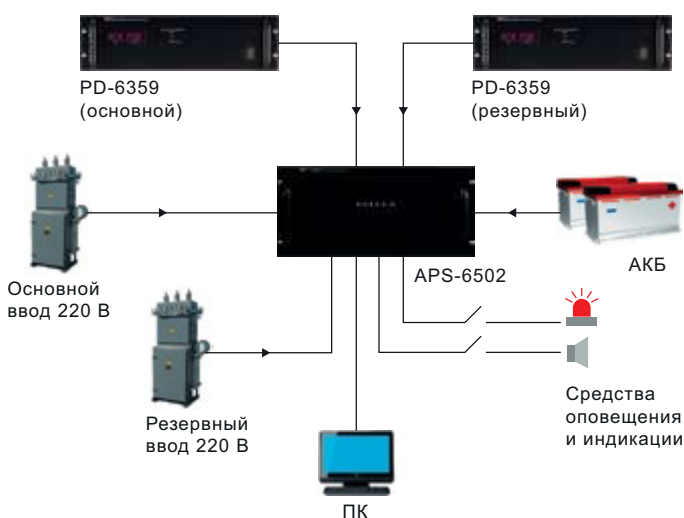 PD-6359
(основной)
PD-6359
(резервный)
APS-6502
АКБ
Основной
ввод 220 В
Резервный
ввод 220 В
Средства
оповещения
и индикации
ПК